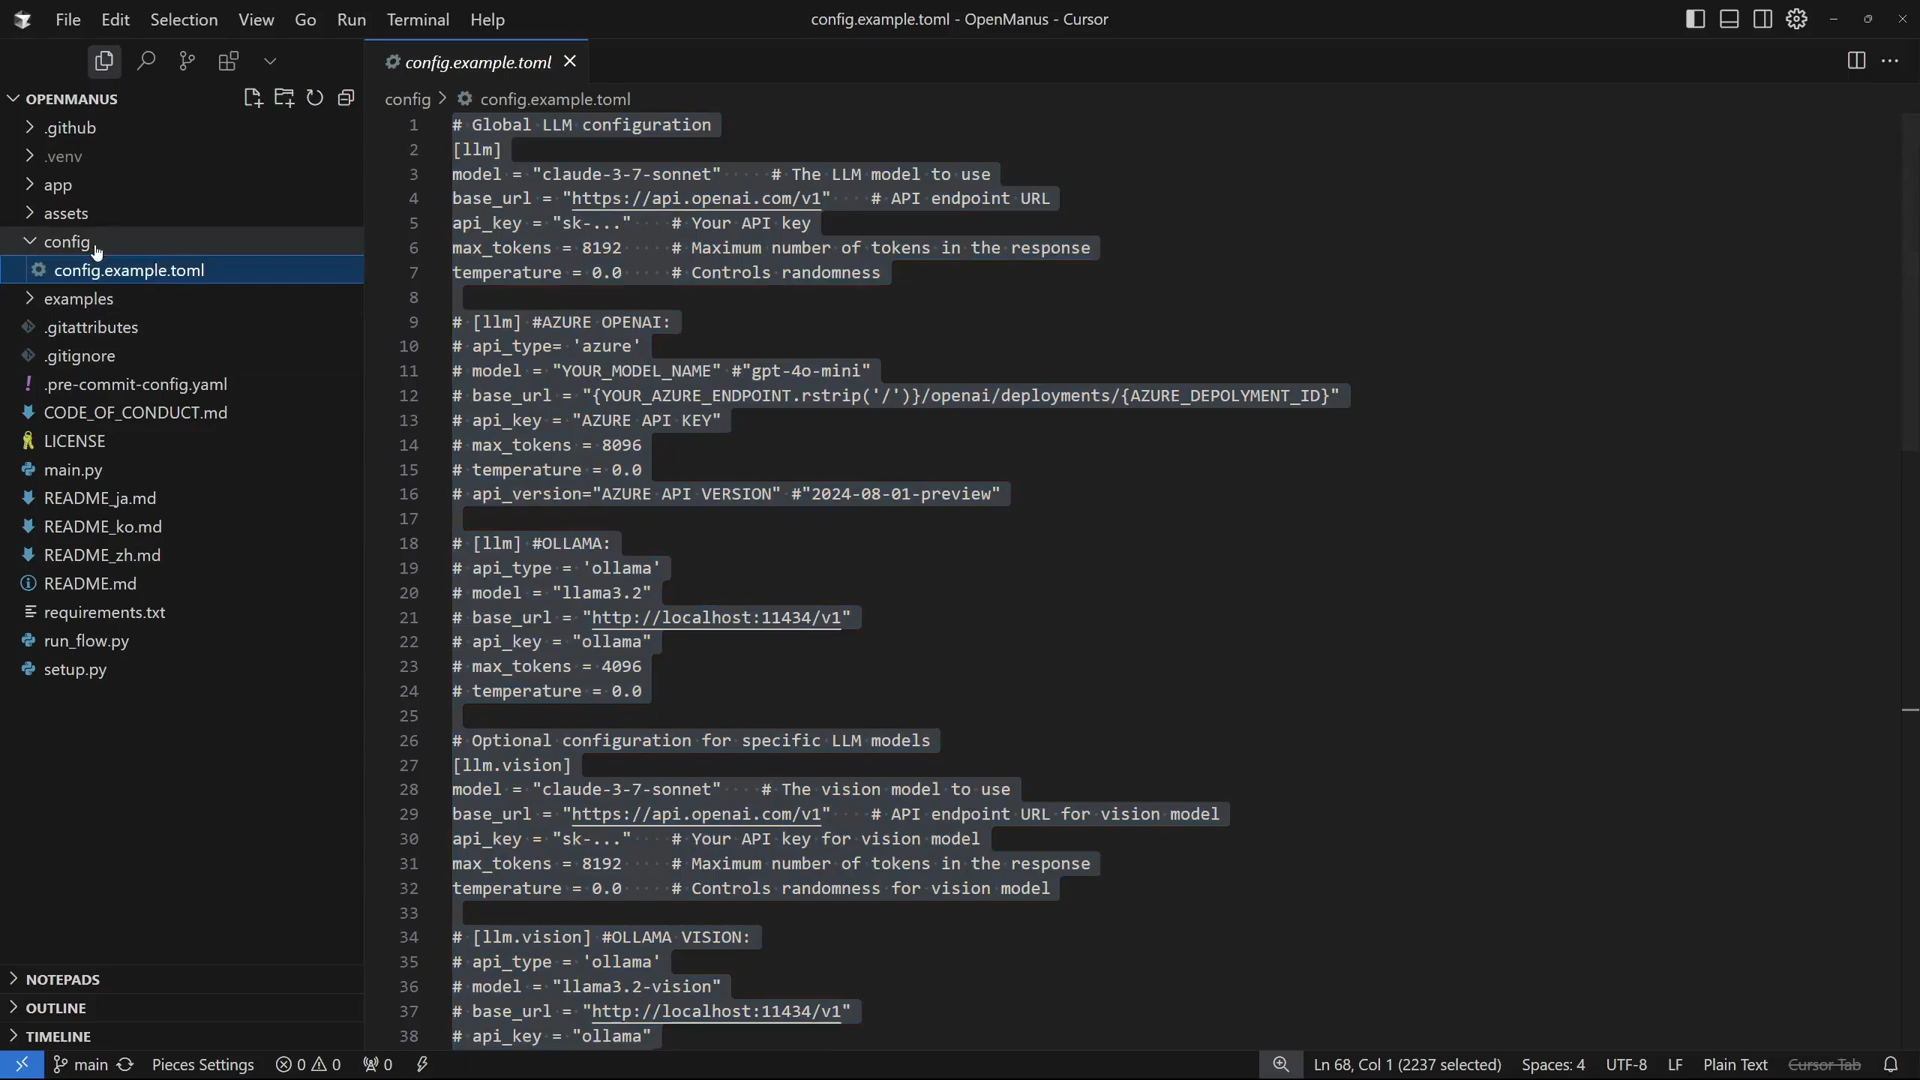 File Edit Selection View Go Run Terminal Help
config.example.toml - OpenManus - Cursor
OPENMANUS
.github
.venv
app
assets
config
config.example.toml
examples
.gitattributes
.gitignore
.pre-commit-config.yaml
CODE_OF_CONDUCT.md
LICENSE
main.py
README_ja.md
README_ko.md
README_zh.md
README.md
requirements.txt
run_flow.py
setup.py
NOTEPADS
OUTLINE
TIMELINE
config.example.toml
config > config.example.toml
1 # Global LLM configuration
2 [llm]
3 model = "claude-3-7-sonnet" # The LLM model to use
4 base_url = "https://api.openai.com/v1" # API endpoint URL
5 api_key = "sk-..." # Your API key
6 max_tokens = 8192 # Maximum number of tokens in the response
7 temperature = 0.0 # Controls randomness
8
9 # [llm] #AZURE OPENAI:
10 # api_type= 'azure'
11 # model = "YOUR_MODEL_NAME" #"gpt-4o-mini"
12 # base_url = "{YOUR_AZURE_ENDPOINT.rstrip('/')}/openai/deployments/{AZURE_DEPOLYMENT_ID}"
13 # api_key = "AZURE API KEY"
14 # max_tokens = 8096
15 # temperature = 0.0
16 # api_version="AZURE API VERSION" #"2024-08-01-preview"
17
18 # [llm] #OLLAMA:
19 # api_type = 'ollama'
20 # model = "llama3.2"
21 # base_url = "http://localhost:11434/v1"
22 # api_key = "ollama"
23 # max_tokens = 4096
24 # temperature = 0.0
25
26 # Optional configuration for specific LLM models
27 [llm.vision]
28 model = "claude-3-7-sonnet" # The vision model to use
29 base_url = "https://api.openai.com/v1" # API endpoint URL for vision model
30 api_key = "sk-..." # Your API key for vision model
31 max_tokens = 8192 # Maximum number of tokens in the response
32 temperature = 0.0 # Controls randomness for vision model
33
34 # [llm.vision] #OLLAMA VISION:
35 # api_type = 'ollama'
36 # model = "llama3.2-vision"
37 # base_url = "http://localhost:11434/v1"
38 # api_key = "ollama"
main Pieces Settings 0 0 0 Ln 68, Col 1 (2237 selected) Spaces: 4 UTF-8 LF Plain Text Cursor Tab